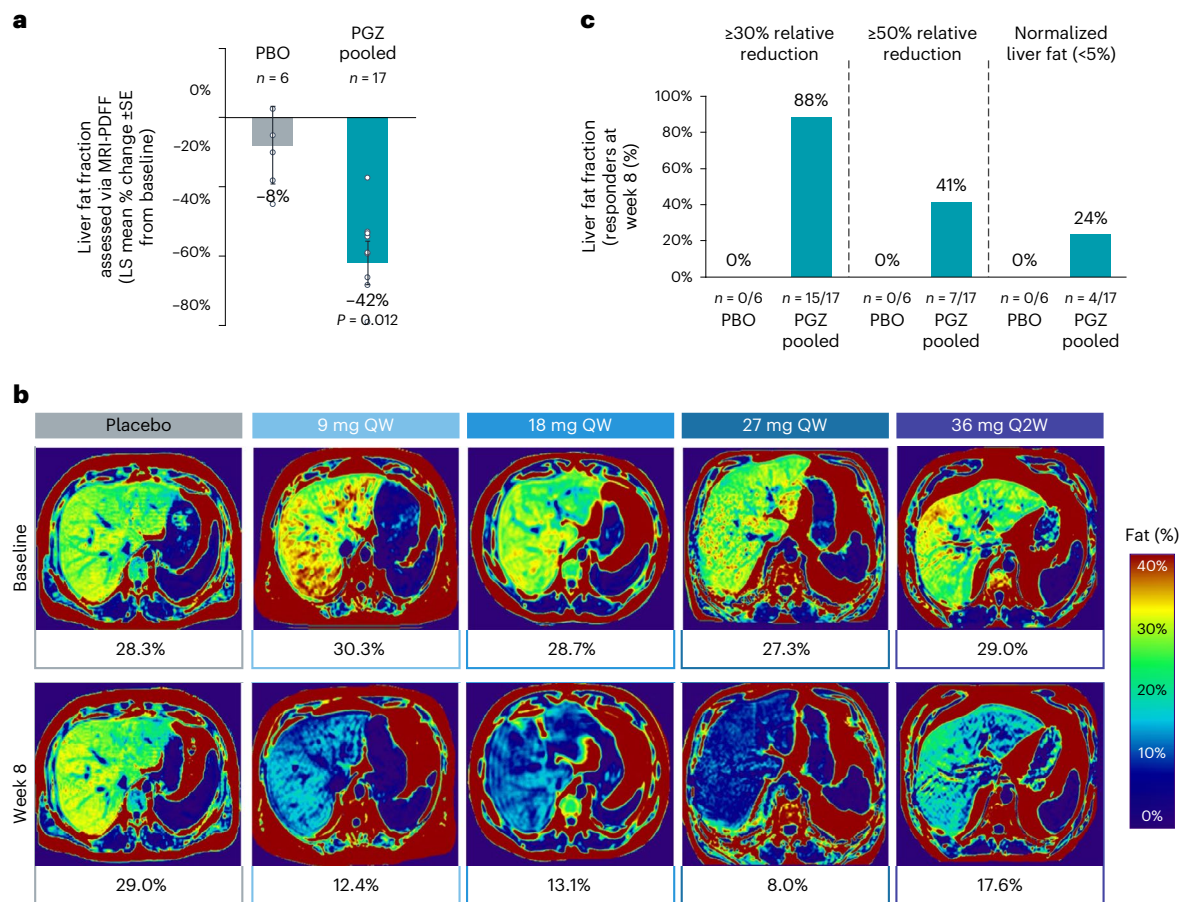 a
PBO
n = 6
PGZ
pooled
n = 17
Liver fat fraction
assessed via MRI-PDFF
(LS mean % change ±SE
from baseline)
0%
−20%
−40%
−60%
−80%
−8%
−42%
P = 0.012
c
≥30% relative
reduction
≥50% relative
reduction
Normalized
liver fat (<5%)
Liver fat fraction
(responders at
week 8 (%)
100%
80%
60%
40%
20%
0%
0%
88%
0%
41%
0%
24%
n = 0/6
n = 15/17
n = 0/6
n = 7/17
n = 0/6
n = 4/17
PBO
PGZ
pooled
PBO
PGZ
pooled
PBO
PGZ
pooled
b
Placebo
9 mg QW
18 mg QW
27 mg QW
36 mg Q2W
Baseline
28.3%
30.3%
28.7%
27.3%
29.0%
Week 8
29.0%
12.4%
13.1%
8.0%
17.6%
Fat (%)
40%
30%
20%
10%
0%